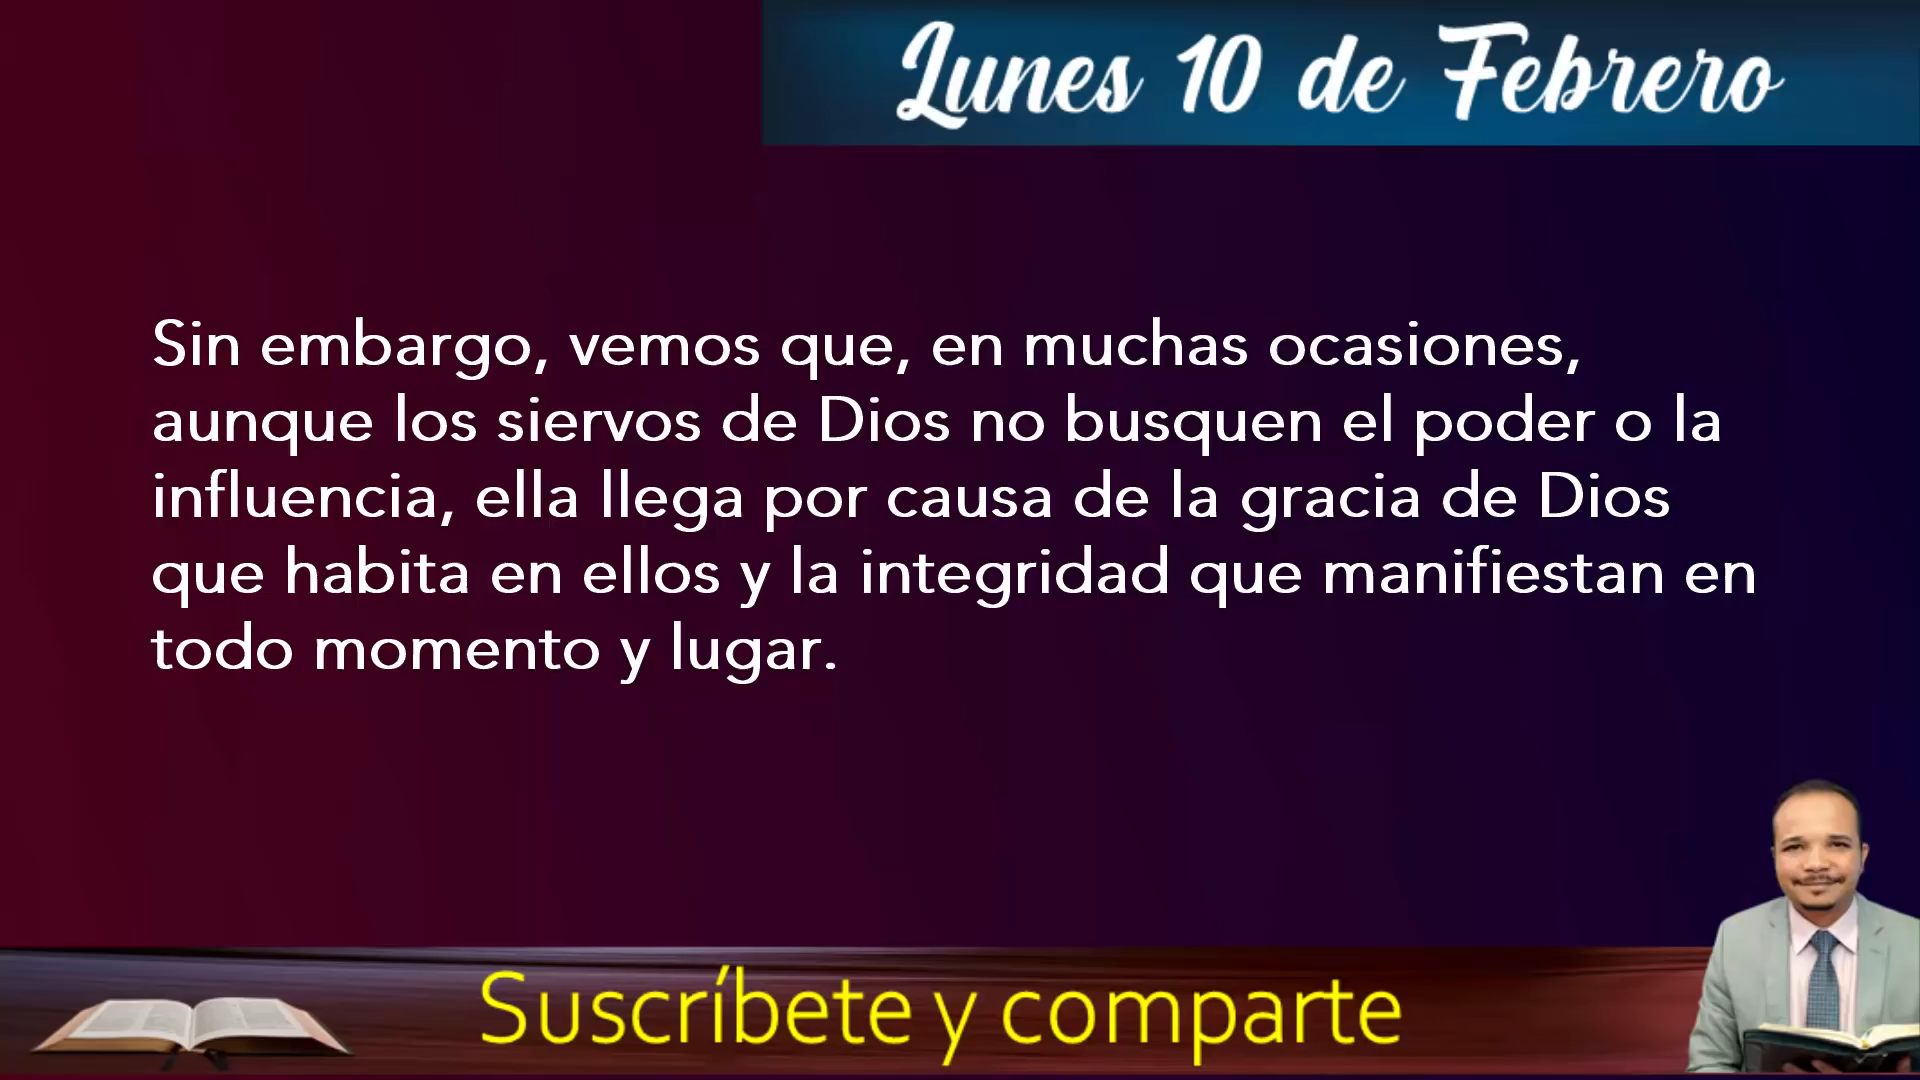 Lunes 10 de Febrero
Sin embargo, vemos que, en muchas ocasiones,
aunque los siervos de Dios no busquen el poder o la
influencia, ella llega por causa de la gracia de Dios
que habita en ellos y la integridad que manifiestan en
todo momento y lugar.
Suscríbete y comparte